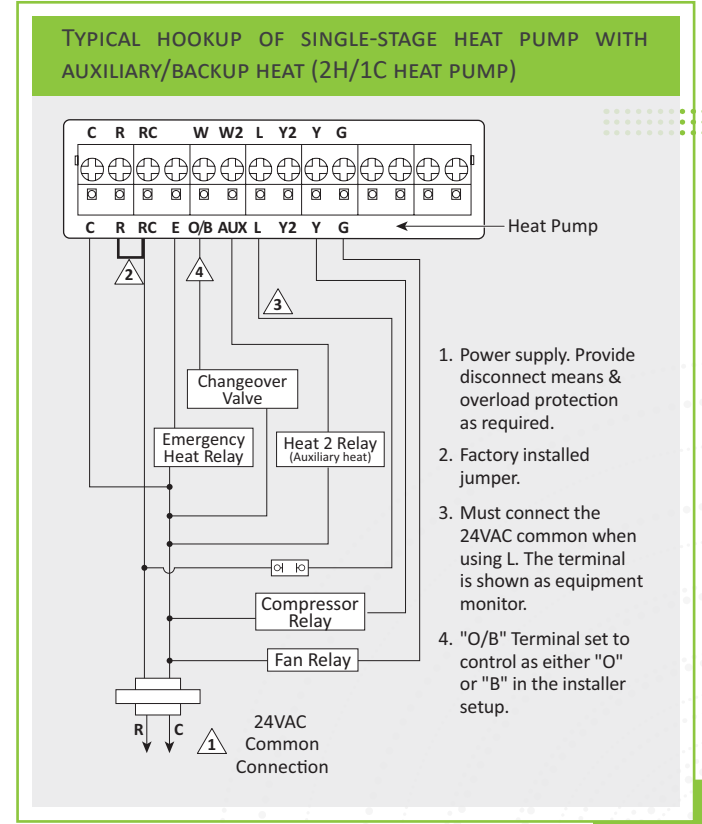 TYPICAL HOOKUP OF SINGLE-STAGE HEAT PUMP WITH
AUXILIARY/BACKUP HEAT (2H/1C HEAT PUMP)
C R RC W W2 L Y2 Y G
C R RC E O/B AUX L Y2 Y G
Heat Pump
2
4
3
Changeover
Valve
Emergency
Heat Relay
Heat 2 Relay
(Auxiliary heat)
Compressor
Relay
Fan Relay
R C
1
24VAC
Common
Connection
1. Power supply. Provide
disconnect means &
overload protection
as required.
2. Factory installed
jumper.
3. Must connect the
24VAC common when
using L. The terminal
is shown as equipment
monitor.
4. "O/B" Terminal set to
control as either "O"
or "B" in the installer
setup.